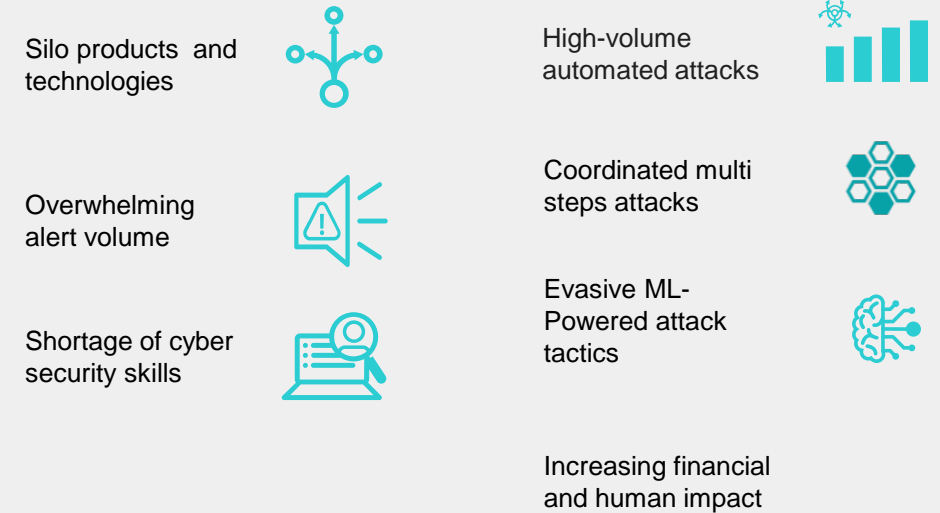 Silo products  and
technologies
Overwhelming
alert volume
Shortage of cyber
security skills
High-volume
automated attacks
Coordinated multi
steps attacks
Evasive ML-
Powered attack
tactics
Increasing financial
and human impact